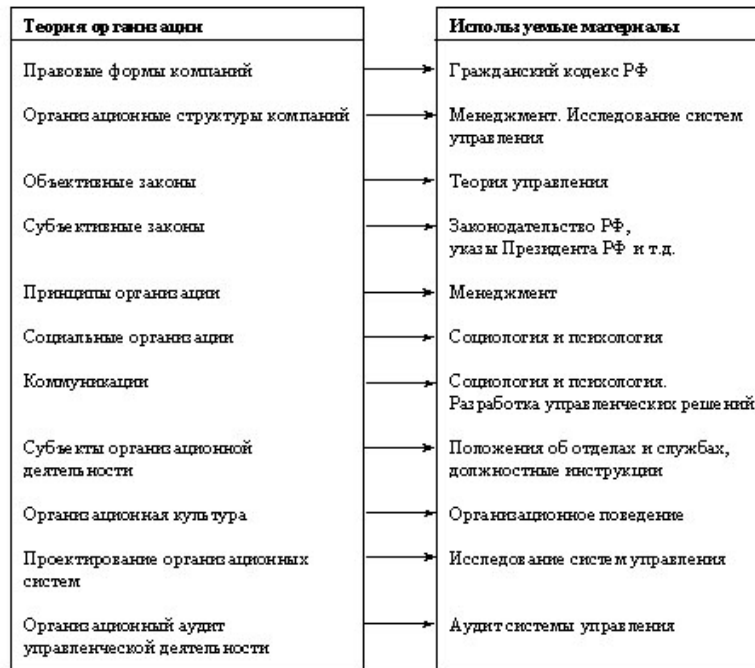 Теория организации
Используемые материалы
Правовые формы компаний
Гражданский кодекс РФ
Организационные структуры компаний
Менеджмент. Исследование систем
управления
Объективные законы
Теория управления
Субъективные законы
Законодательство РФ,
указы Президента РФ и т.д.
Принципы организации
Менеджмент
Социальные организации
Социология и психология
Коммуникации
Социология и психология.
Разработка управленческих решений
Субъекты организационной
деятельности
Положения об отделах и службах,
должностные инструкции
Организационная культура
Организационное поведение
Проектирование организационных
систем
Исследование систем управления
Организационный аудит
управленческой деятельности
Аудит системы управления